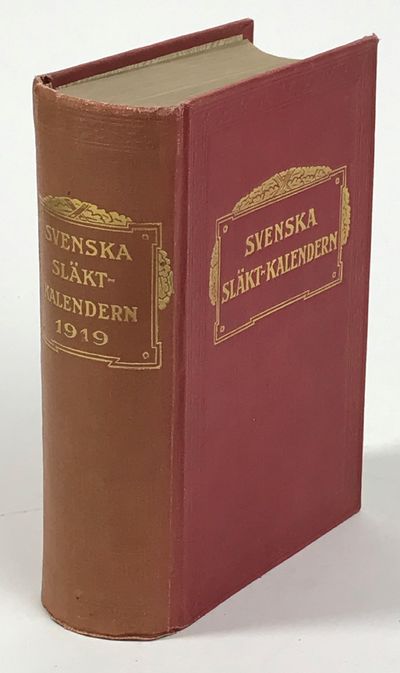 SVENSKA
SLÄKT-
KALENDERN
1919
SVENSKA
SLÄKT-KALENDERN